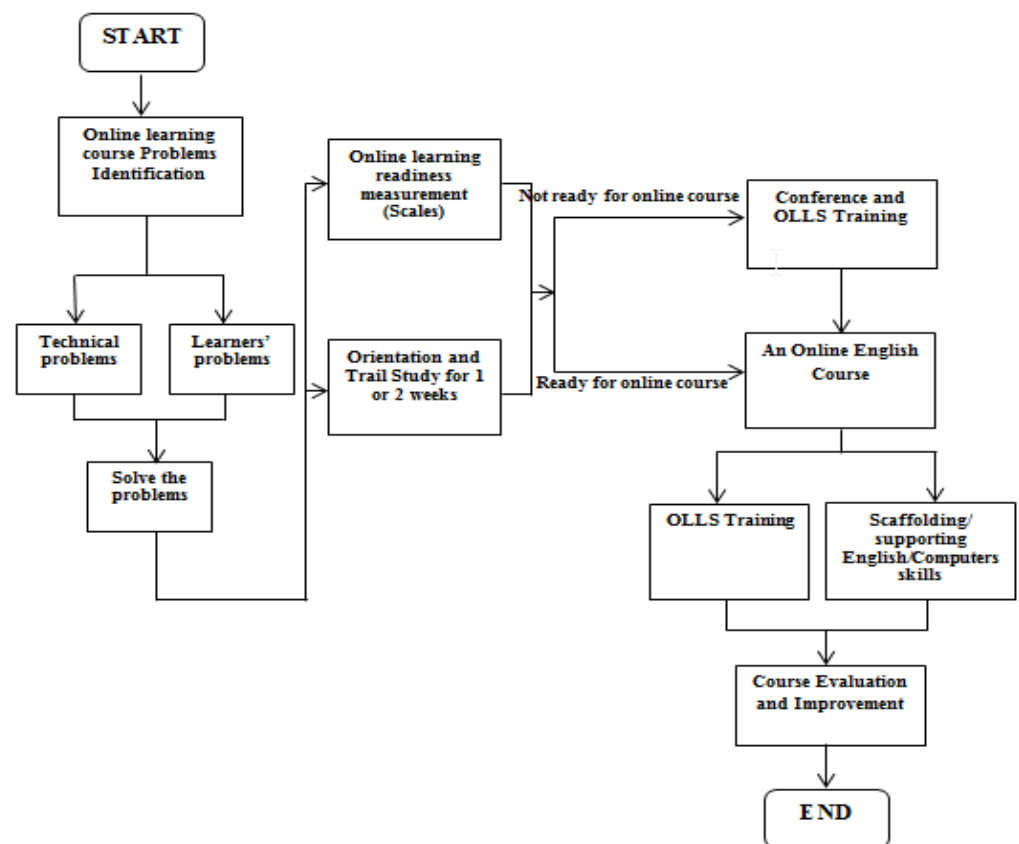 START
Online learning
course Problems
Identification
Technical
problems
Learners'
problems
Solve the
problems
Online learning
readiness
measurement
(Scales)
Orientation and
Trail Study for 1
or 2 weeks
Not ready for online course
Ready for online course
Conference and
OLLS Training
An Online English
Course
OLLS Training
Scaffolding/
supporting
English/Computers
skills
Course Evaluation
and Improvement
END